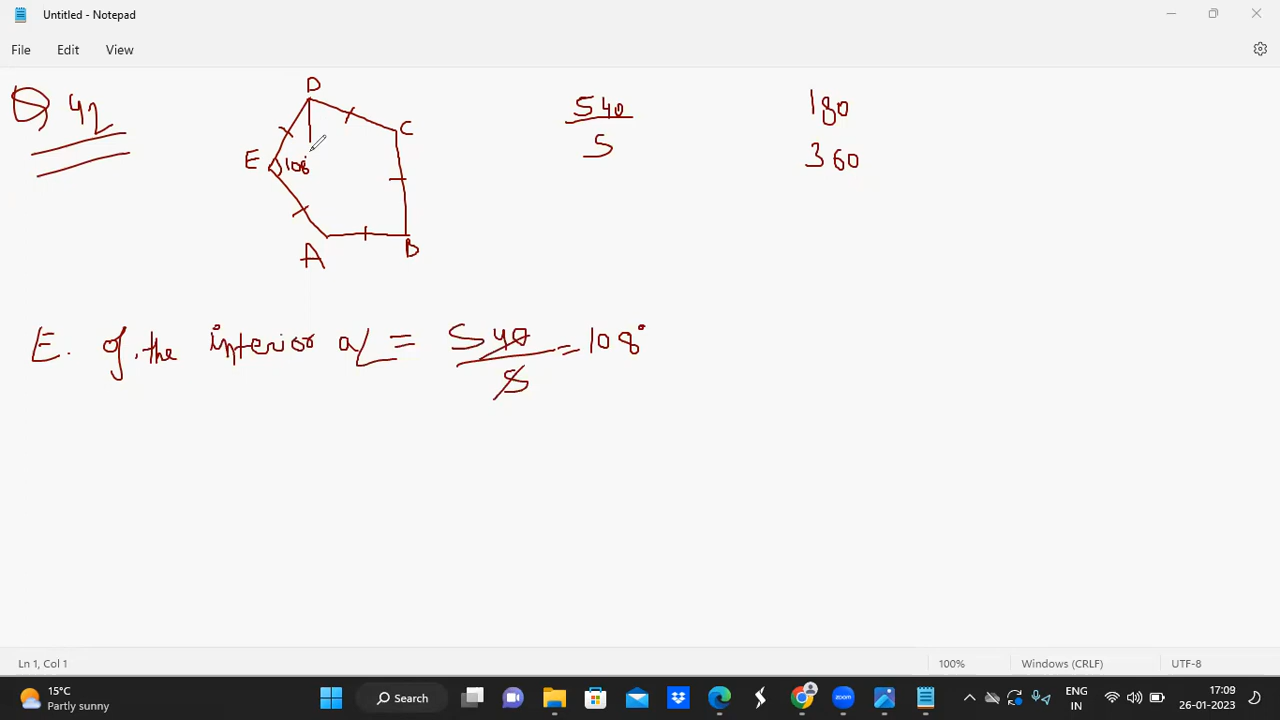 Untitled - Notepad
File Edit View
Q 42
D
C
E
108°
A
B
540
5
180
360
E. of the interior a∠ = 540/5 = 108°
Ln 1, Col 1
100%
Windows (CRLF)
UTF-8
15°C
Partly sunny
Search
zoom
ENG
IN
17:09
26-01-2023